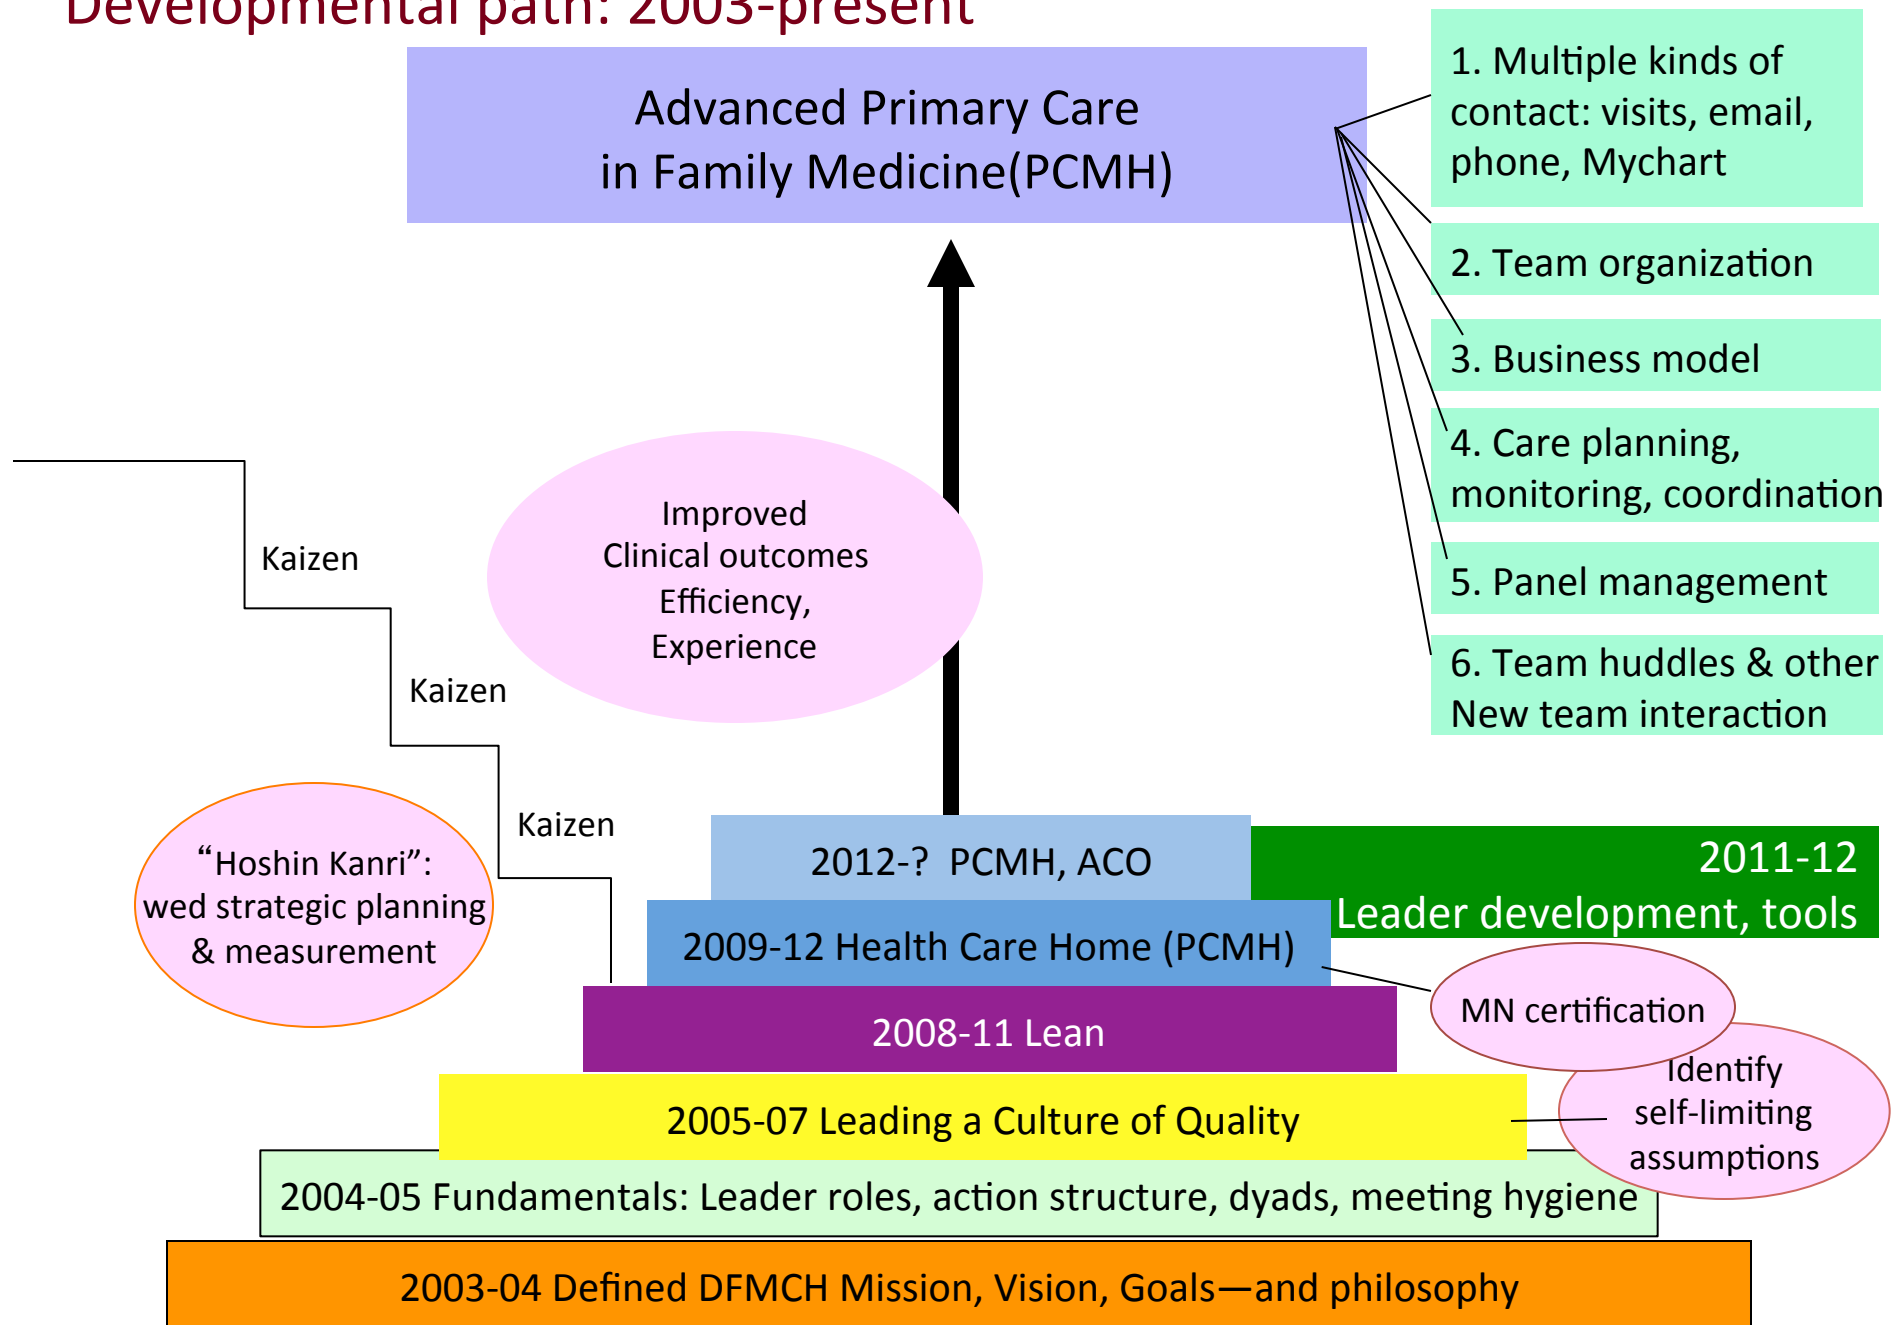 Developmental path: 2003-present
Advanced Primary Care
in Family Medicine(PCMH)
1. Multiple kinds of
contact: visits, email,
phone, Mychart
2. Team organization
3. Business model
4. Care planning,
monitoring, coordination
5. Panel management
6. Team huddles & other
New team interaction
Kaizen
Kaizen
Kaizen
Improved
Clinical outcomes
Efficiency,
Experience
“Hoshin Kanri”:
wed strategic planning
& measurement
2012-? PCMH, ACO
2011-12
Leader development, tools
2009-12 Health Care Home (PCMH)
MN certification
2008-11 Lean
Identify
self-limiting
assumptions
2005-07 Leading a Culture of Quality
2004-05 Fundamentals: Leader roles, action structure, dyads, meeting hygiene
2003-04 Defined DFMCH Mission, Vision, Goals—and philosophy